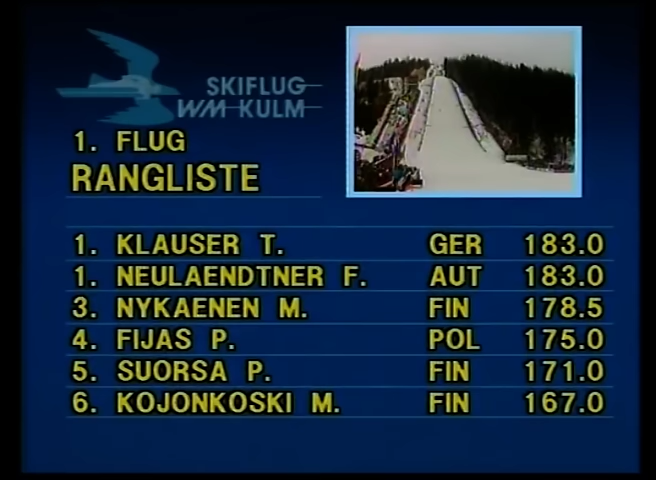 SKIFLUG
WM KULM
1. FLUG
RANGLISTE
1. KLAUSER T. GER 183.0
1. NEULAENDTNER F. AUT 183.0
3. NYKAENEN M. FIN 178.5
4. FIJAS P. POL 175.0
5. SUORSA P. FIN 171.0
6. KOJONKOSKI M. FIN 167.0